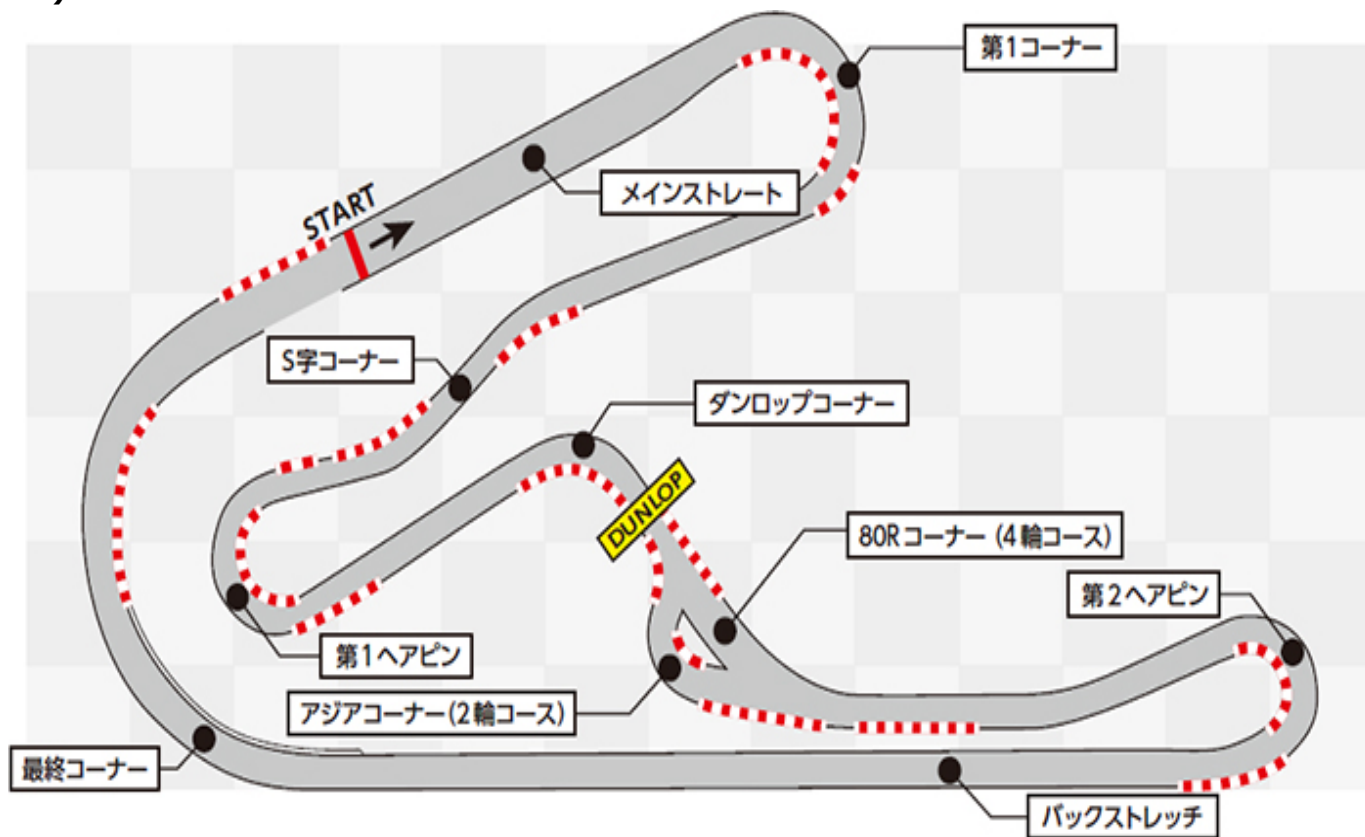 第1コーナー
メインストレート
START
S字コーナー
ダンロップコーナー
DUNLOP
80Rコーナー (4輪コース)
第2ヘアピン
第1ヘアピン
アジアコーナー(2輪コース)
最終コーナー
バックストレッチ